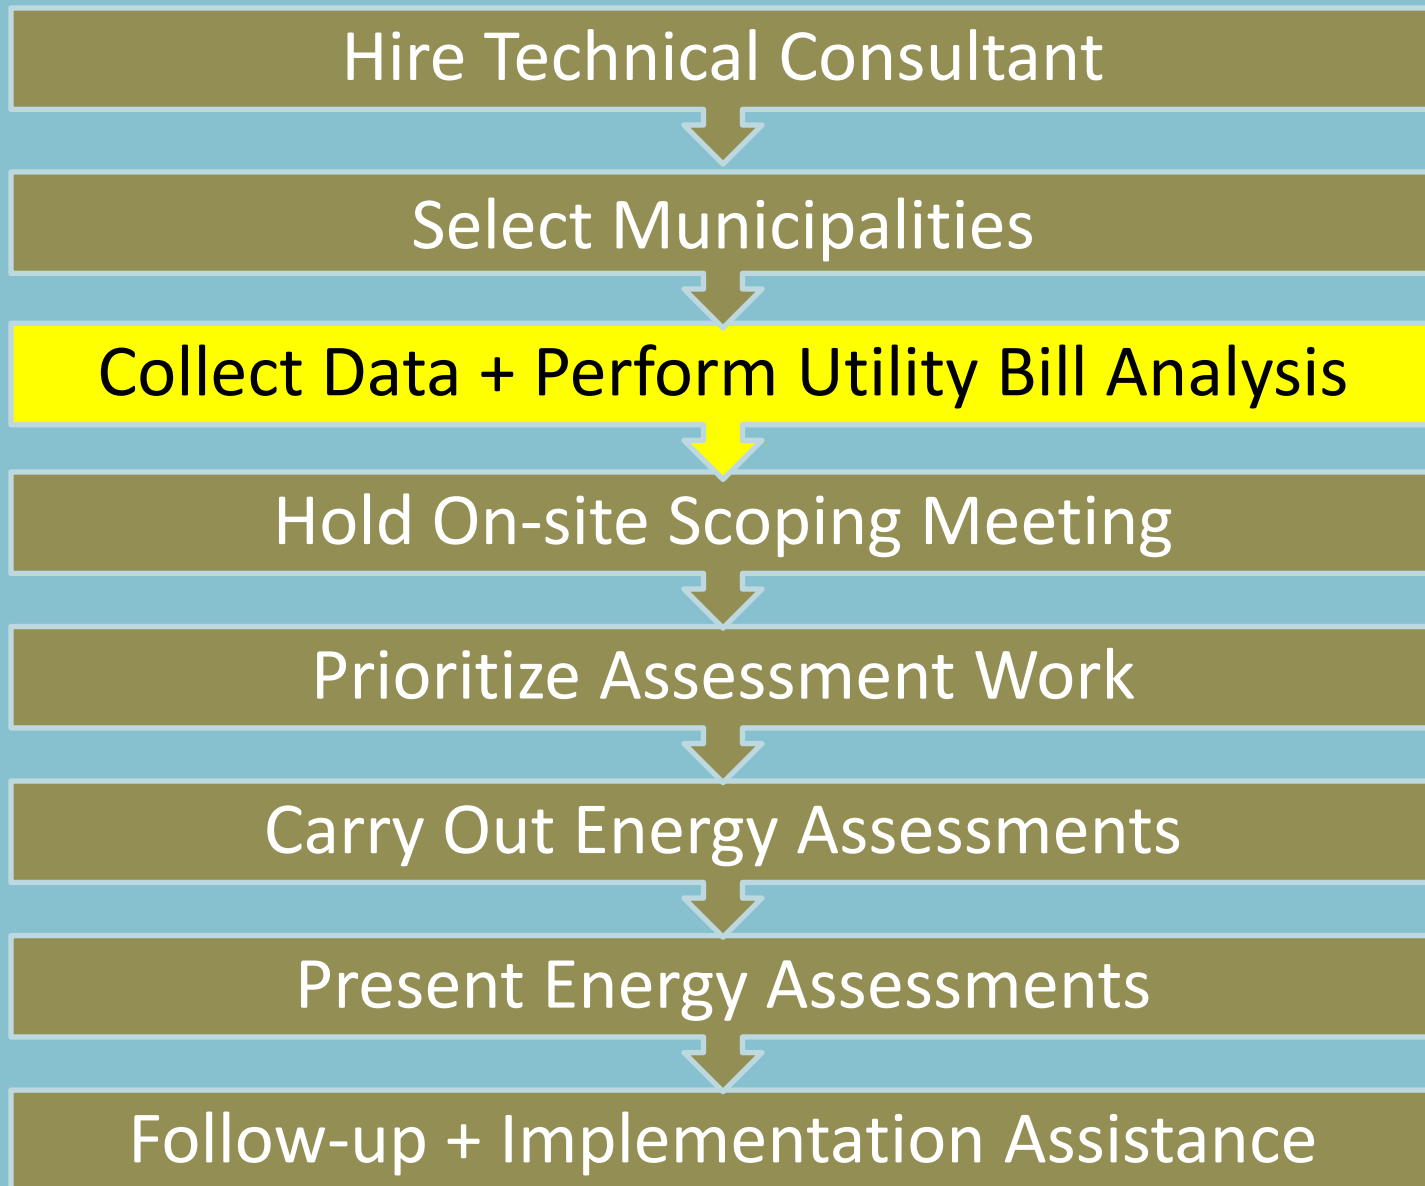 Hire Technical Consultant
Select Municipalities
Collect Data + Perform Utility Bill Analysis
Hold On-site Scoping Meeting
Prioritize Assessment Work
Carry Out Energy Assessments
Present Energy Assessments
Follow-up + Implementation Assistance